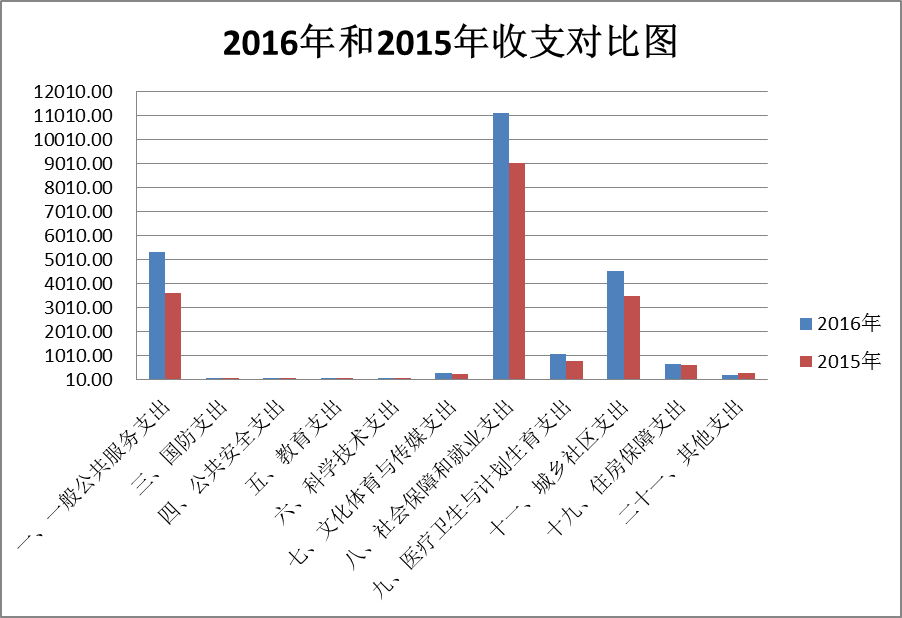 2016年和2015年收支对比图
12010.00
11010.00
10010.00
9010.00
8010.00
7010.00
6010.00
5010.00
4010.00
3010.00
2010.00
1010.00
10.00
2016年
2015年
一、一般公共服务支出
三、国防支出
四、公共安全支出
五、教育支出
六、科学技术支出
七、文化体育与传媒支出
八、社会保障和就业支出
九、医疗卫生与计划生育支出
十一、城乡社区支出
十九、住房保障支出
二十一、其他支出